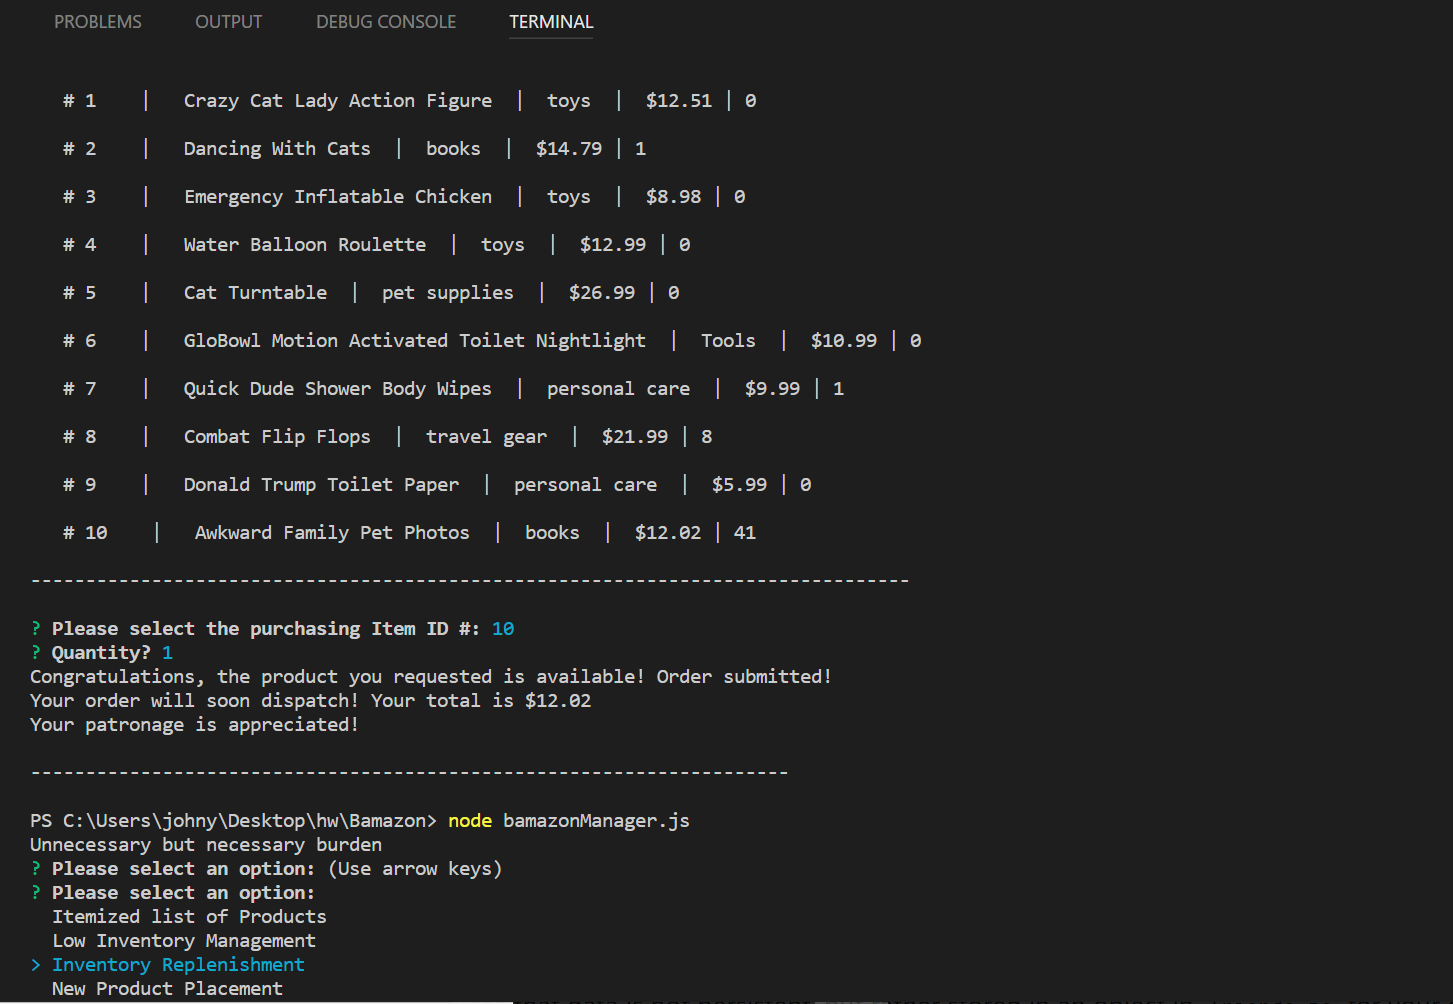 PROBLEMS OUTPUT DEBUG CONSOLE TERMINAL
# 1 | Crazy Cat Lady Action Figure | toys | $12.51 | 0
# 2 | Dancing With Cats | books | $14.79 | 1
# 3 | Emergency Inflatable Chicken | toys | $8.98 | 0
# 4 | Water Balloon Roulette | toys | $12.99 | 0
# 5 | Cat Turntable | pet supplies | $26.99 | 0
# 6 | GloBowl Motion Activated Toilet Nightlight | Tools | $10.99 | 0
# 7 | Quick Dude Shower Body Wipes | personal care | $9.99 | 1
# 8 | Combat Flip Flops | travel gear | $21.99 | 8
# 9 | Donald Trump Toilet Paper | personal care | $5.99 | 0
# 10 | Awkward Family Pet Photos | books | $12.02 | 41
--------------------------------------------------------------------------------
? Please select the purchasing Item ID #: 10
? Quantity? 1
Congratulations, the product you requested is available! Order submitted!
Your order will soon dispatch! Your total is $12.02
Your patronage is appreciated!
---------------------------------------------------------------------
PS C:\Users\johny\Desktop\hw\Bamazon> node bamazonManager.js
Unnecessary but necessary burden
? Please select an option: (Use arrow keys)
? Please select an option:
Itemized list of Products
Low Inventory Management
> Inventory Replenishment
New Product Placement